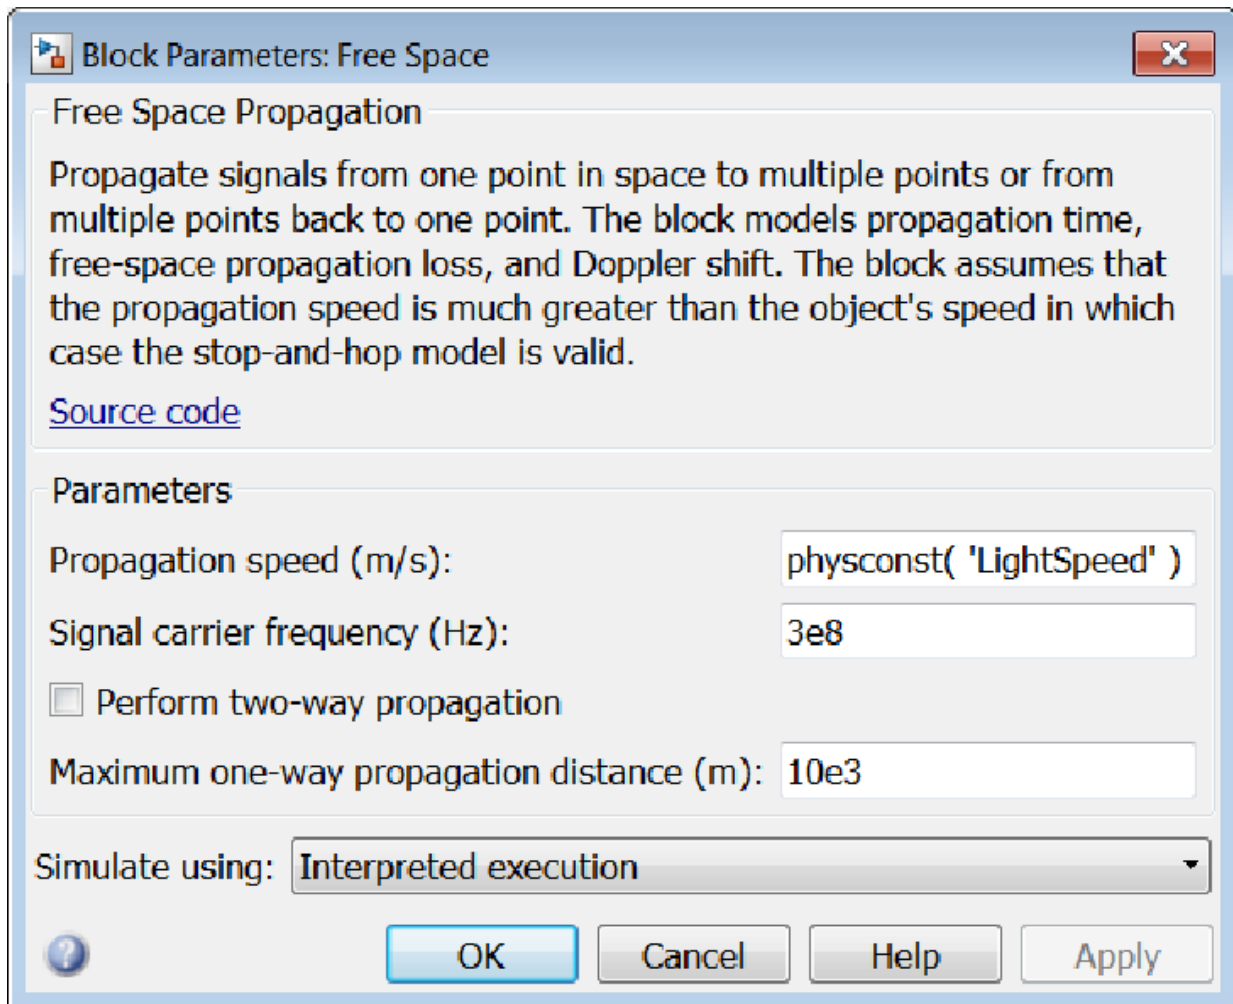 Block Parameters: Free Space
Free Space Propagation
Propagate signals from one point in space to multiple points or from
multiple points back to one point. The block models propagation time,
free-space propagation loss, and Doppler shift. The block assumes that
the propagation speed is much greater than the object's speed in which
case the stop-and-hop model is valid.
Source code
Parameters
Propagation speed (m/s): physconst( 'LightSpeed' )
Signal carrier frequency (Hz): 3e8
Perform two-way propagation
Maximum one-way propagation distance (m): 10e3
Simulate using: Interpreted execution
? OK Cancel Help Apply